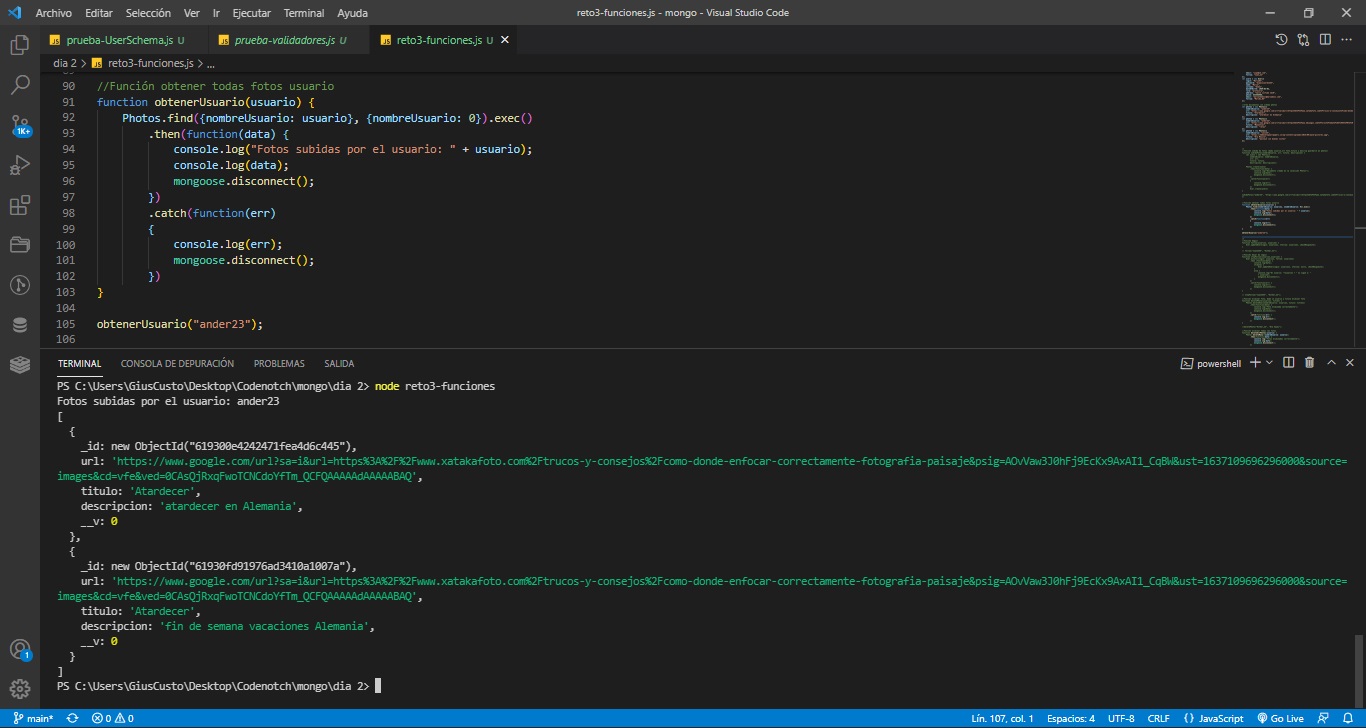 Archivo Editar Selección Ver Ir Ejecutar Terminal Ayuda
reto3-funciones.js - mongo - Visual Studio Code
prueba-UserSchema.js U
prueba-validadores.js U
reto3-funciones.js U
dia 2 > reto3-funciones.js > ...
90 //Función obtener todas fotos usuario
91 function obtenerUsuario(usuario) {
92 Photos.find({nombreUsuario: usuario}, {nombreUsuario: 0}).exec()
93 .then(function(data) {
94 console.log("Fotos subidas por el usuario: " + usuario);
95 console.log(data);
96 mongoose.disconnect();
97 })
98 .catch(function(err)
99 {
100 console.log(err);
101 mongoose.disconnect();
102 })
103 }
104
105 obtenerUsuario("ander23");
106
TERMINAL CONSOLA DE DEPURACIÓN PROBLEMAS SALIDA
powershell
PS C:\Users\GiusCusto\Desktop\Codenotch\mongo\dia 2> node reto3-funciones
Fotos subidas por el usuario: ander23
[
{
_id: new ObjectId("619300e4242471fea4d6c445"),
url: 'https://www.google.com/url?sa=i&url=https%3A%2F%2Fwww.xatakafoto.com%2Ftrucos-y-consejos%2Fcomo-donde-enfocar-correctamente-fotografia-paisaje&psig=AOvVaw3J0hFj9EcKx9AxAI1_CqBW&ust=1637109696296000&source=
images&cd=vfe&ved=0CAsQjRxqFwoTCNCdoYfTm_QCFQAAAAAdAAAAABAQ',
titulo: 'Atardecer',
descripcion: 'atardecer en Alemania',
__v: 0
},
{
_id: new ObjectId("61930fd91976ad3410a1007a"),
url: 'https://www.google.com/url?sa=i&url=https%3A%2F%2Fwww.xatakafoto.com%2Ftrucos-y-consejos%2Fcomo-donde-enfocar-correctamente-fotografia-paisaje&psig=AOvVaw3J0hFj9EcKx9AxAI1_CqBW&ust=1637109696296000&source=
images&cd=vfe&ved=0CAsQjRxqFwoTCNCdoYfTm_QCFQAAAAAdAAAAABAQ',
titulo: 'Atardecer',
descripcion: 'fin de semana vacaciones Alemania',
__v: 0
}
]
PS C:\Users\GiusCusto\Desktop\Codenotch\mongo\dia 2>
1K+
1
main* 0 0
Lín. 107, col. 1 Espacios: 4 UTF-8 CRLF {} JavaScript Go Live